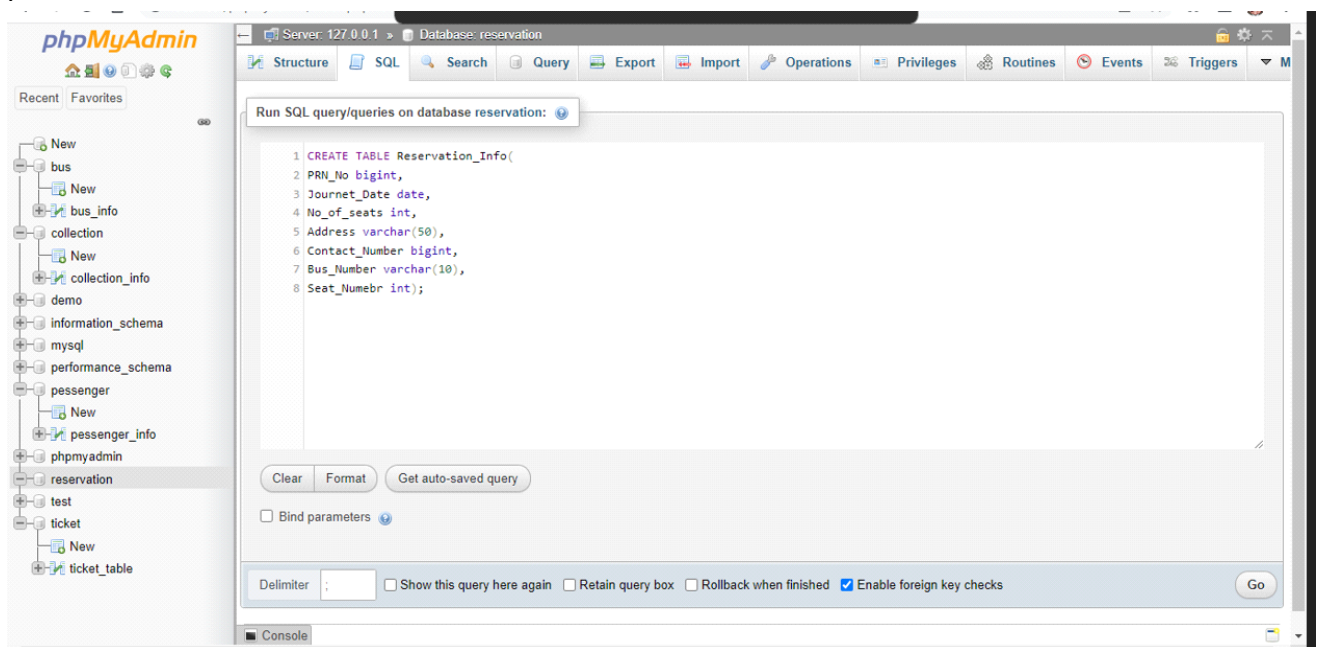 phpMyAdmin
Recent Favorites
New
bus
New
bus_info
collection
New
collection_info
demo
information_schema
mysql
performance_schema
pessenger
New
pessenger_info
phpmyadmin
reservation
test
ticket
New
ticket_table
Server: 127.0.0.1 » Database: reservation
Structure SQL Search Query Export Import Operations Privileges Routines Events Triggers M
Run SQL query/queries on database reservation:
1 CREATE TABLE Reservation_Info(
2 PRN_No bigint,
3 Journet_Date date,
4 No_of_seats int,
5 Address varchar(50),
6 Contact_Number bigint,
7 Bus_Number varchar(10),
8 Seat_Numebr int);
Clear Format Get auto-saved query
Bind parameters
Delimiter ; Show this query here again Retain query box Rollback when finished Enable foreign key checks Go
Console